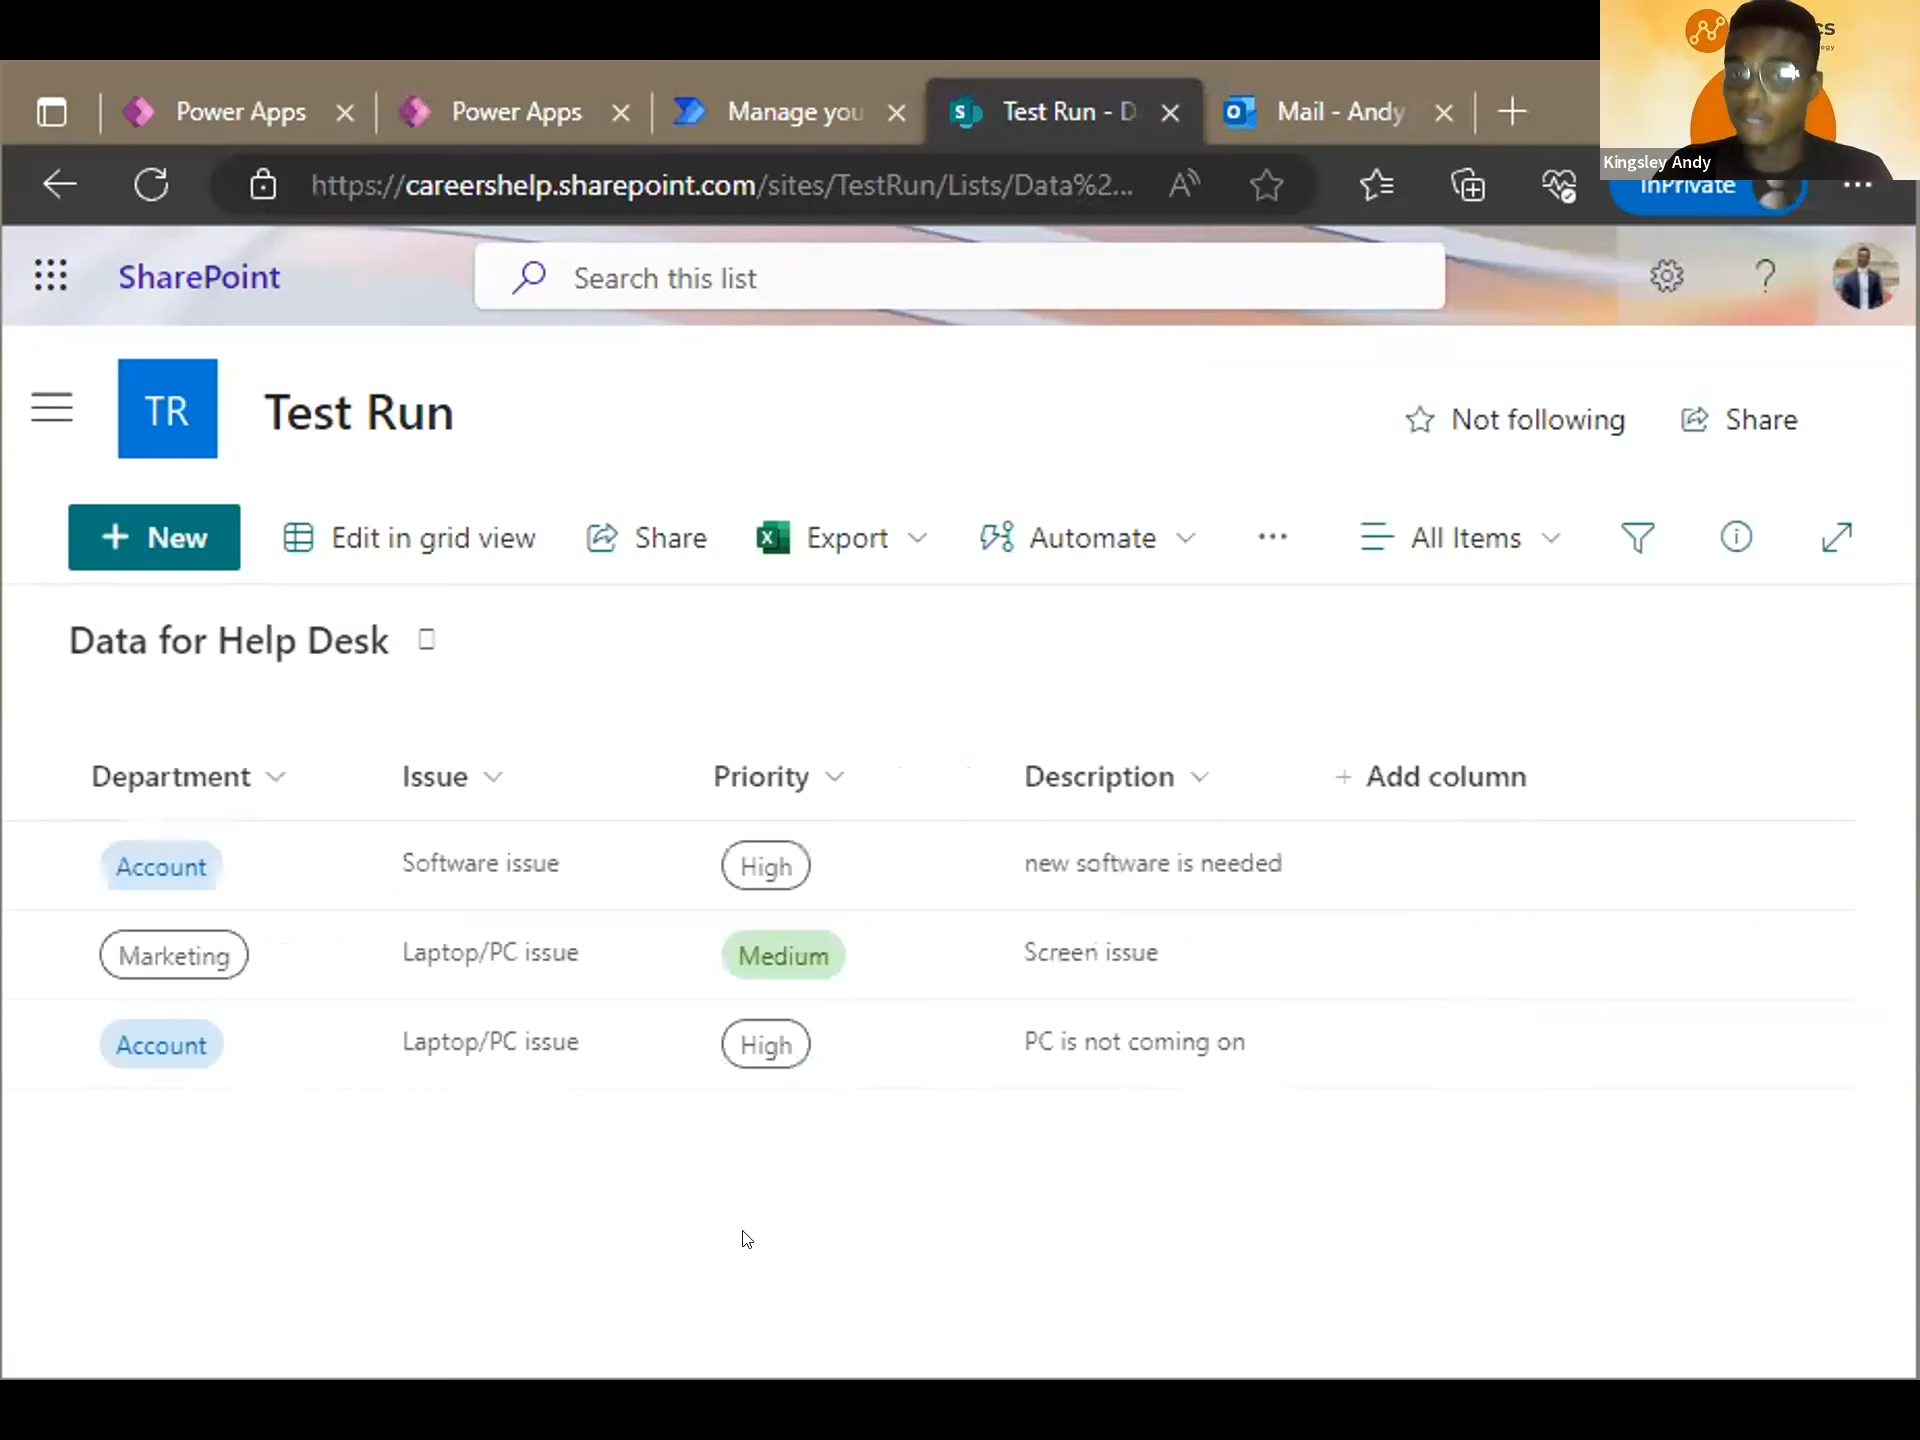 Power Apps
Power Apps
Manage you
Test Run - D
Mail - Andy
Kingsley Andy
https://careershelp.sharepoint.com/sites/TestRun/Lists/Data%2...
InPrivate
SharePoint
Search this list
TR
Test Run
Not following
Share
+ New
Edit in grid view
Share
Export
Automate
...
All Items
Data for Help Desk
Department Issue Priority Description + Add column
Account Software issue High new software is needed
Marketing Laptop/PC issue Medium Screen issue
Account Laptop/PC issue High PC is not coming on